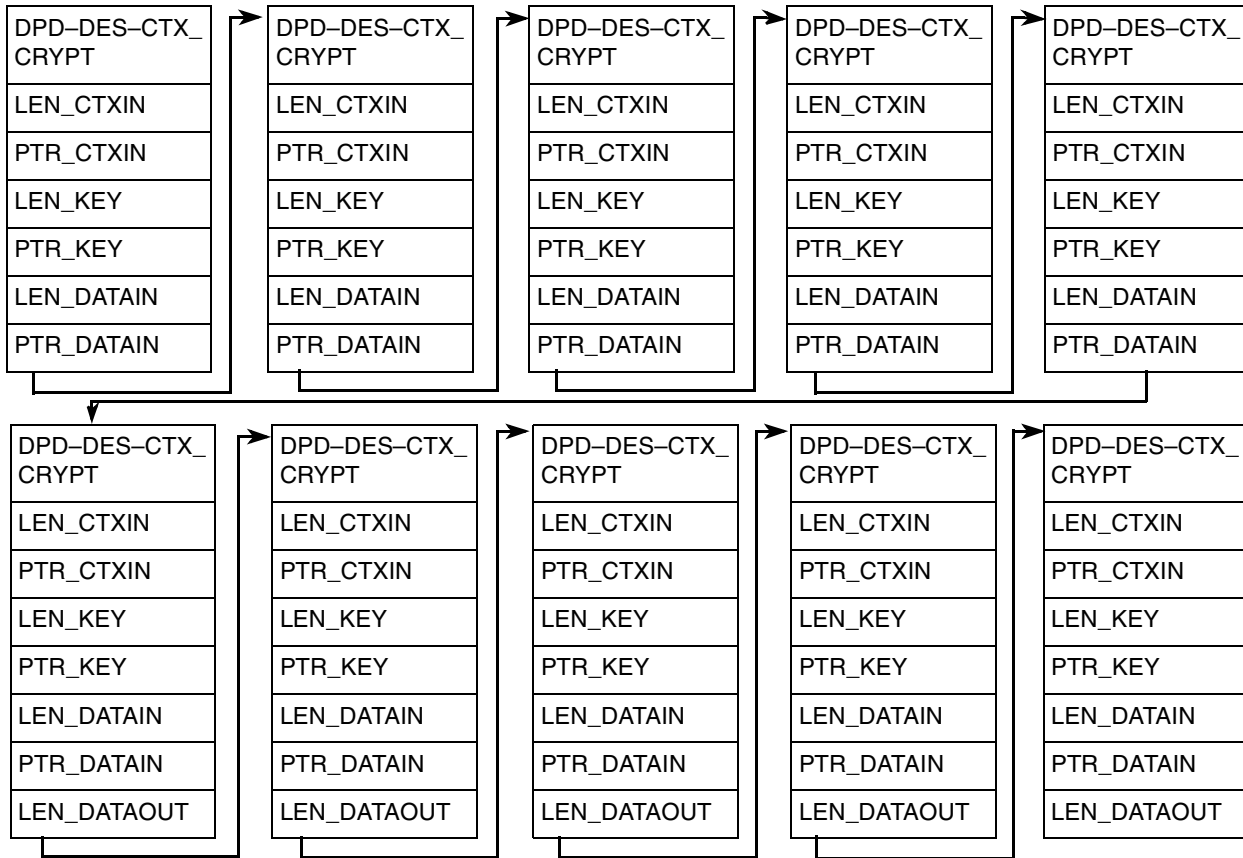 DPD–DES–CTX_
CRYPT
LEN_CTXIN
PTR_CTXIN
LEN_KEY
PTR_KEY
LEN_DATAIN
PTR_DATAIN
DPD–DES–CTX_
CRYPT
LEN_CTXIN
PTR_CTXIN
LEN_KEY
PTR_KEY
LEN_DATAIN
PTR_DATAIN
DPD–DES–CTX_
CRYPT
LEN_CTXIN
PTR_CTXIN
LEN_KEY
PTR_KEY
LEN_DATAIN
PTR_DATAIN
DPD–DES–CTX_
CRYPT
LEN_CTXIN
PTR_CTXIN
LEN_KEY
PTR_KEY
LEN_DATAIN
PTR_DATAIN
DPD–DES–CTX_
CRYPT
LEN_CTXIN
PTR_CTXIN
LEN_KEY
PTR_KEY
LEN_DATAIN
PTR_DATAIN
DPD–DES–CTX_
CRYPT
LEN_CTXIN
PTR_CTXIN
LEN_KEY
PTR_KEY
LEN_DATAIN
PTR_DATAIN
LEN_DATAOUT
DPD–DES–CTX_
CRYPT
LEN_CTXIN
PTR_CTXIN
LEN_KEY
PTR_KEY
LEN_DATAIN
PTR_DATAIN
LEN_DATAOUT
DPD–DES–CTX_
CRYPT
LEN_CTXIN
PTR_CTXIN
LEN_KEY
PTR_KEY
LEN_DATAIN
PTR_DATAIN
LEN_DATAOUT
DPD–DES–CTX_
CRYPT
LEN_CTXIN
PTR_CTXIN
LEN_KEY
PTR_KEY
LEN_DATAIN
PTR_DATAIN
LEN_DATAOUT
DPD–DES–CTX_
CRYPT
LEN_CTXIN
PTR_CTXIN
LEN_KEY
PTR_KEY
LEN_DATAIN
PTR_DATAIN
LEN_DATAOUT